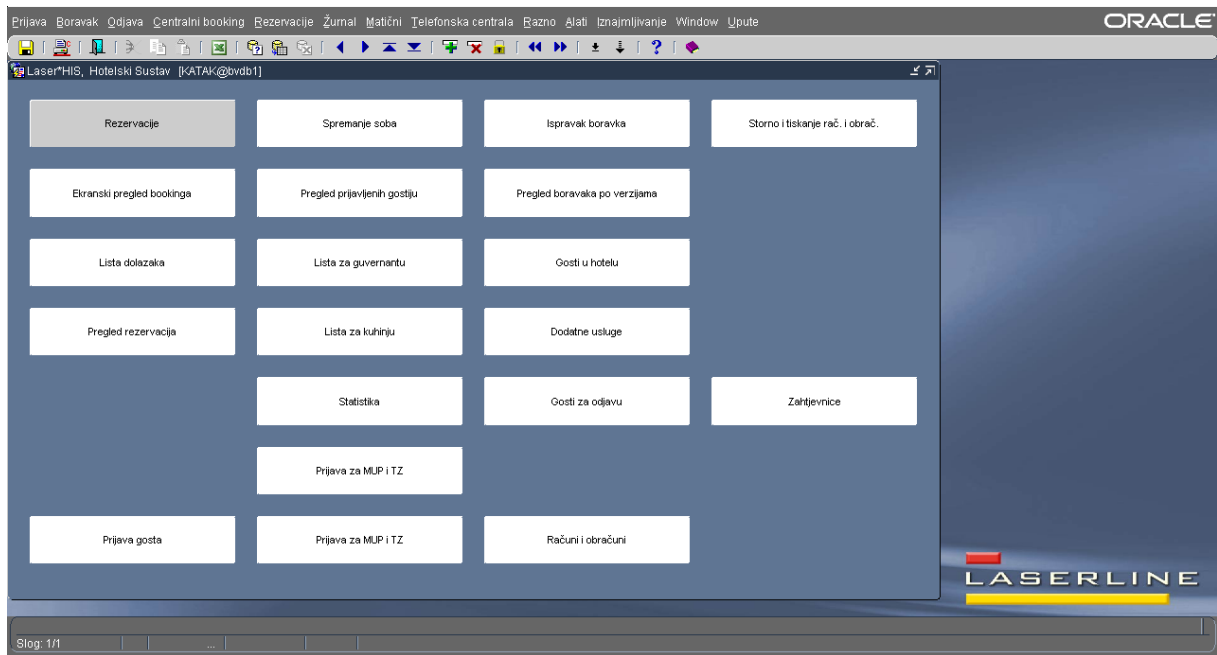 Prijava Boravak Odjava Centralni booking Rezervacije Žurnal Matični Telefonska centrala Razno Alati Iznajmljivanje Window Upute
ORACLE
Laser*HIS, Hotelski Sustav [KATAK@bvdb1]
Rezervacije
Spremanje soba
Ispravak boravka
Storno i tiskanje rač. i obrač.
Ekranski pregled bookinga
Pregled prijavljenih gostiju
Pregled boravaka po verzijama
Lista dolazaka
Lista za guvernantu
Gosti u hotelu
Pregled rezervacija
Lista za kuhinju
Dodatne usluge
Statistika
Gosti za odjavu
Zahtjevnice
Prijava za MUP i TZ
Prijava gosta
Prijava za MUP i TZ
Računi i obračuni
LASERLINE
Slog: 1/1
...